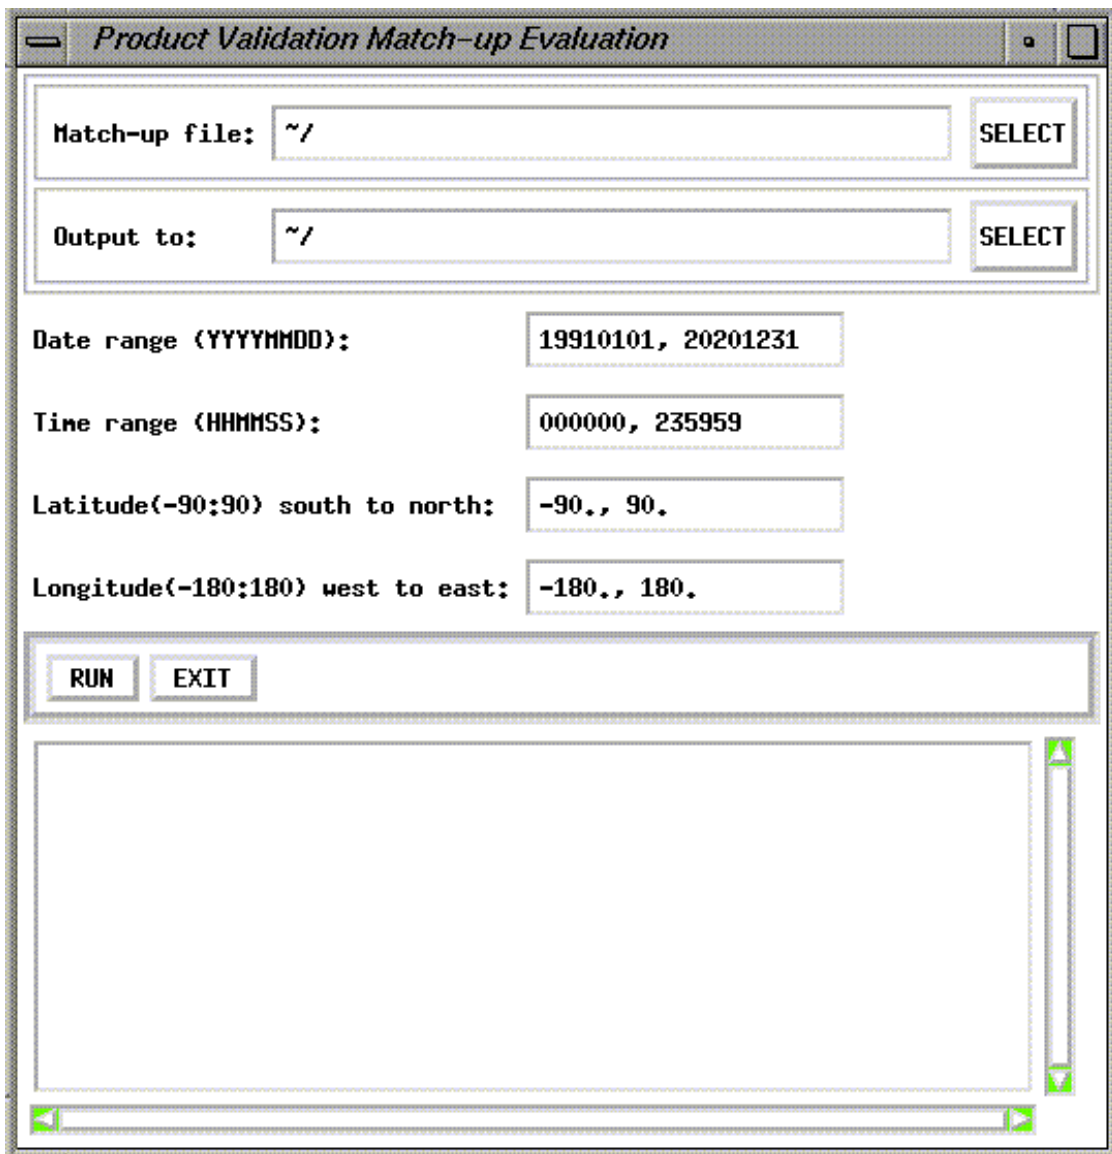 Product Validation Match-up Evaluation
Match-up file: ~/ SELECT
Output to: ~/ SELECT
Date range (YYYYMMDD): 19910101, 20201231
Time range (HHMMSS): 000000, 235959
Latitude(-90:90) south to north: -90., 90.
Longitude(-180:180) west to east: -180., 180.
RUN EXIT